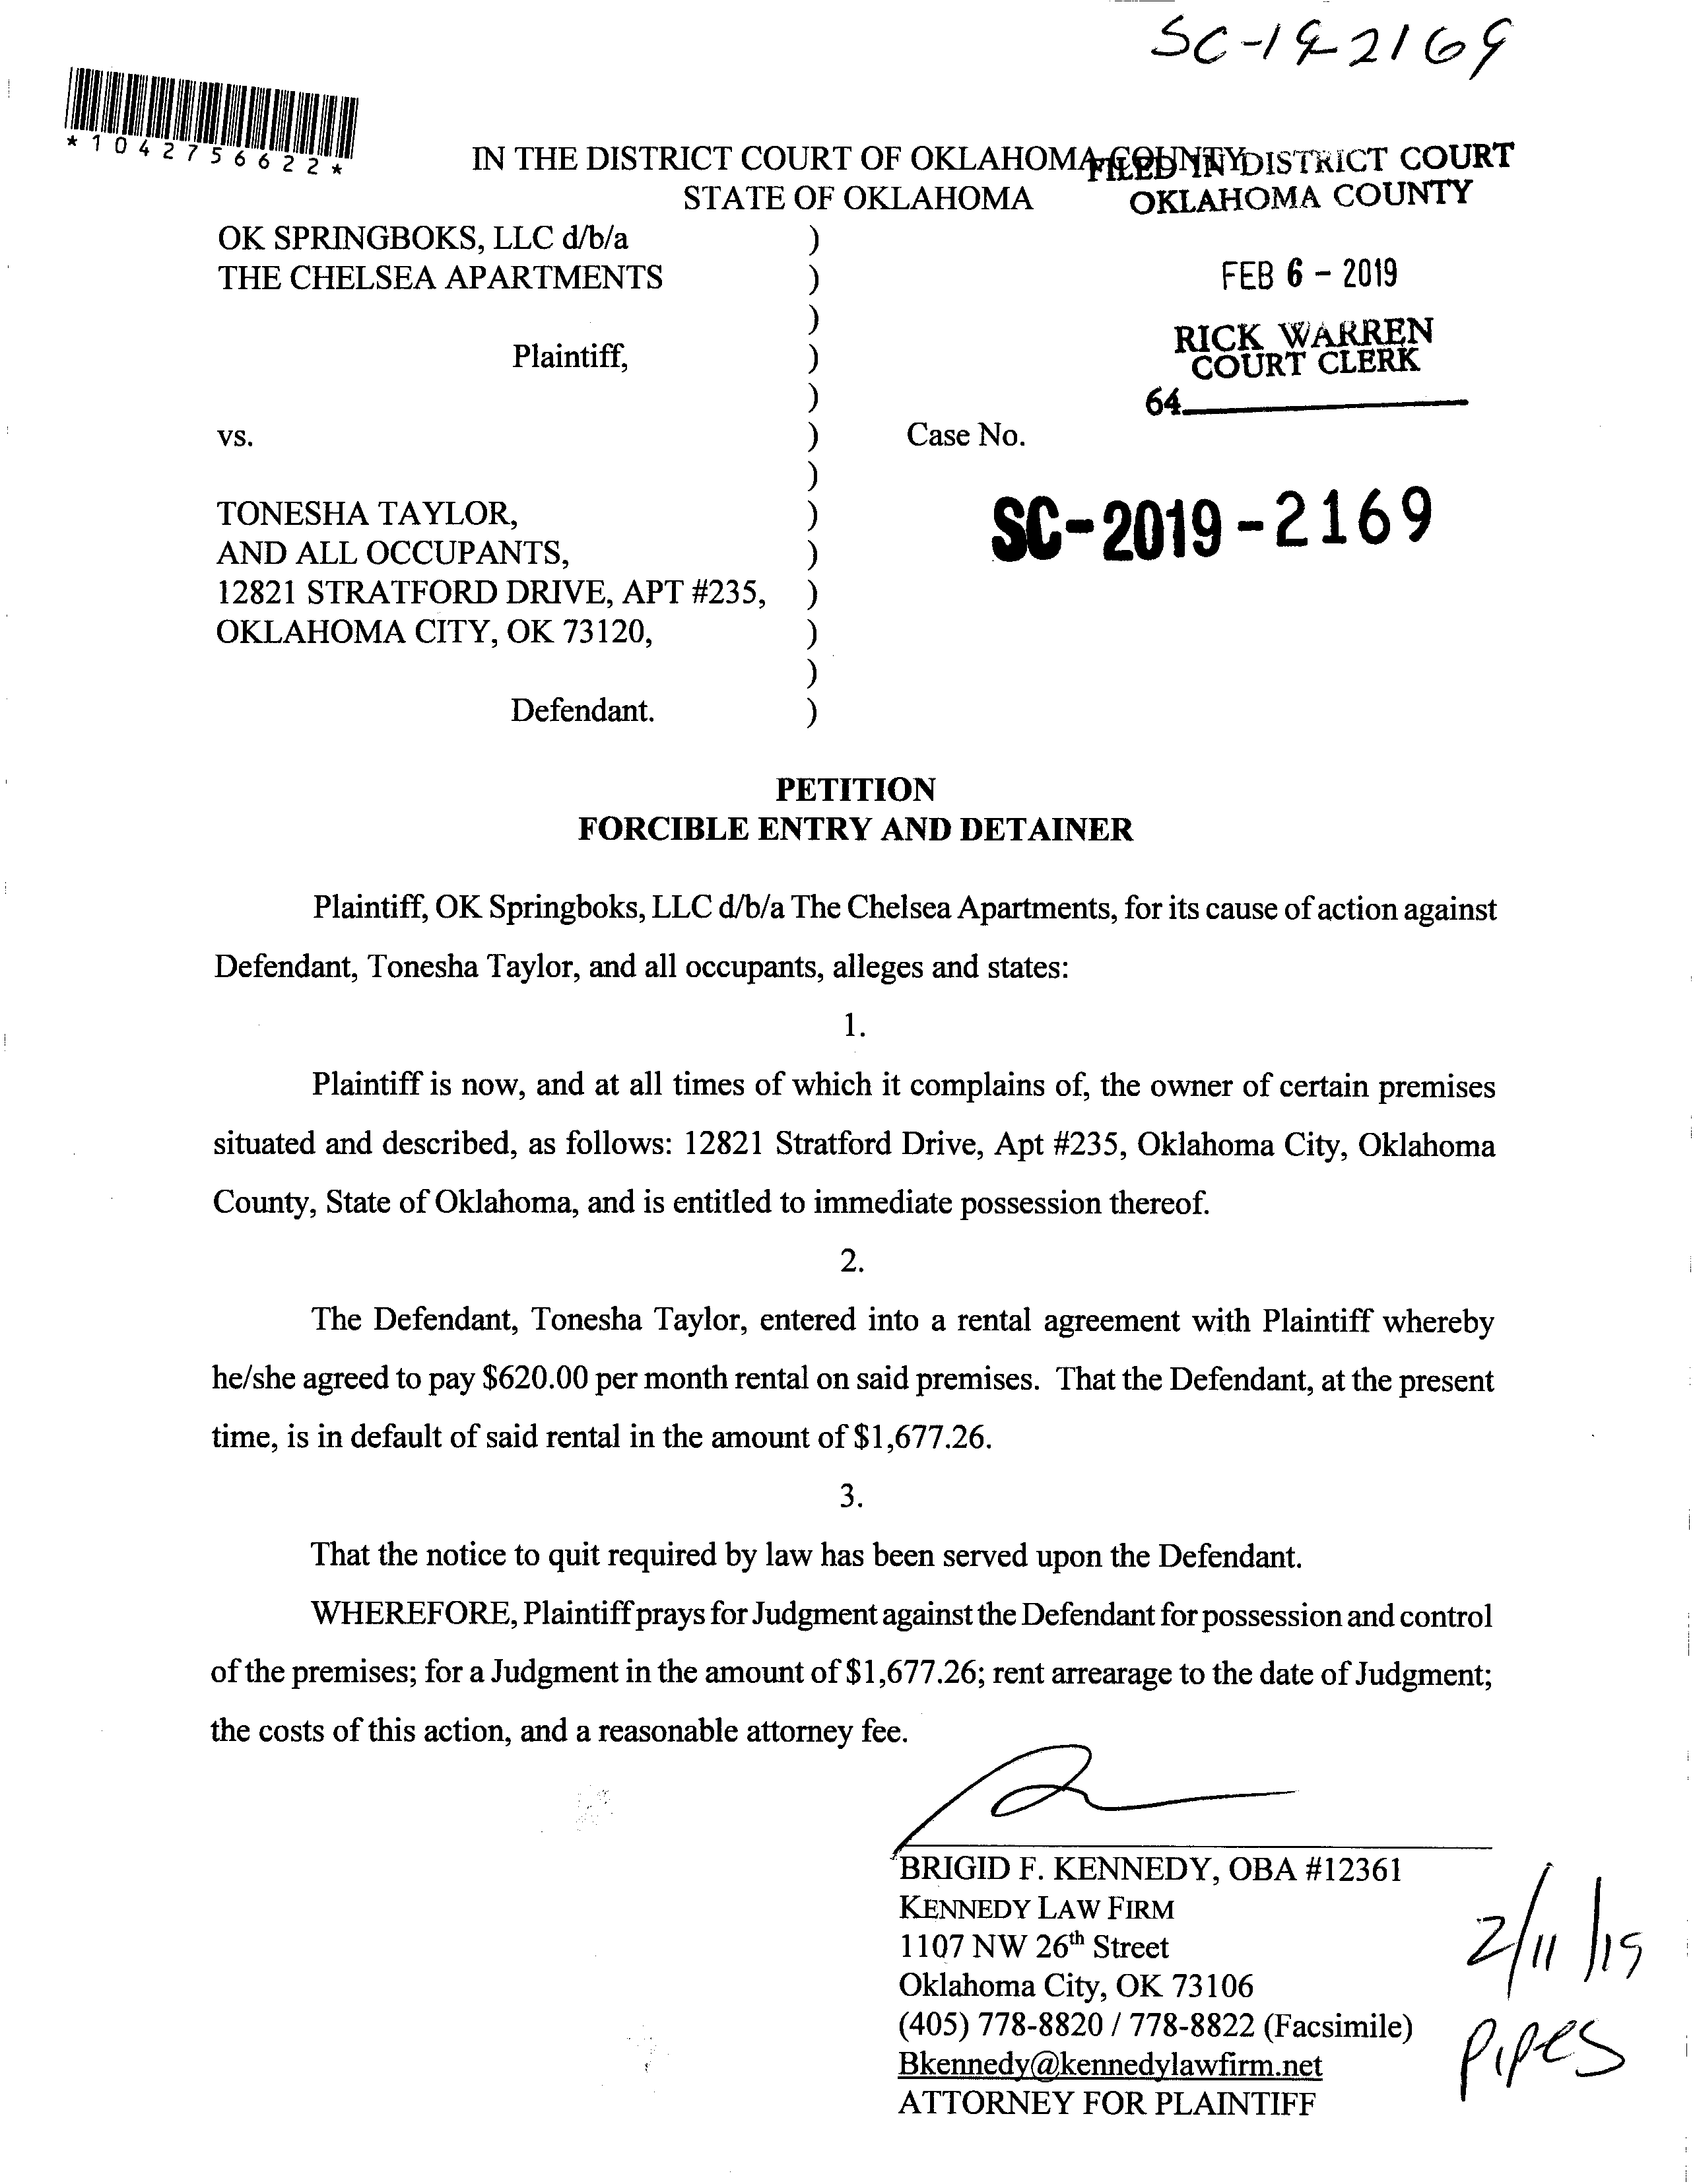 SC-19-2169
*1042756622*
IN THE DISTRICT COURT OF OKLAHOMA COUNTY
STATE OF OKLAHOMA
FILED IN DISTRICT COURT
OKLAHOMA COUNTY
FEB 6 - 2019
RICK WARREN
COURT CLERK
64
OK SPRINGBOKS, LLC d/b/a )
THE CHELSEA APARTMENTS )
)
Plaintiff, )
)
vs. ) Case No.
)
TONESHA TAYLOR, ) SC-2019-2169
AND ALL OCCUPANTS, )
12821 STRATFORD DRIVE, APT #235, )
OKLAHOMA CITY, OK 73120, )
)
Defendant. )
PETITION
FORCIBLE ENTRY AND DETAINER
Plaintiff, OK Springboks, LLC d/b/a The Chelsea Apartments, for its cause of action against
Defendant, Tonesha Taylor, and all occupants, alleges and states:
1.
Plaintiff is now, and at all times of which it complains of, the owner of certain premises
situated and described, as follows: 12821 Stratford Drive, Apt #235, Oklahoma City, Oklahoma
County, State of Oklahoma, and is entitled to immediate possession thereof.
2.
The Defendant, Tonesha Taylor, entered into a rental agreement with Plaintiff whereby
he/she agreed to pay $620.00 per month rental on said premises. That the Defendant, at the present
time, is in default of said rental in the amount of $1,677.26.
3.
That the notice to quit required by law has been served upon the Defendant.
WHEREFORE, Plaintiff prays for Judgment against the Defendant for possession and control
of the premises; for a Judgment in the amount of $1,677.26; rent arrearage to the date of Judgment;
the costs of this action, and a reasonable attorney fee.
BRIGID F. KENNEDY, OBA #12361
KENNEDY LAW FIRM
1107 NW 26th Street
Oklahoma City, OK 73106
(405) 778-8820 / 778-8822 (Facsimile)
Bkennedy@kennedylawfirm.net
ATTORNEY FOR PLAINTIFF
2/11/19
Pipes